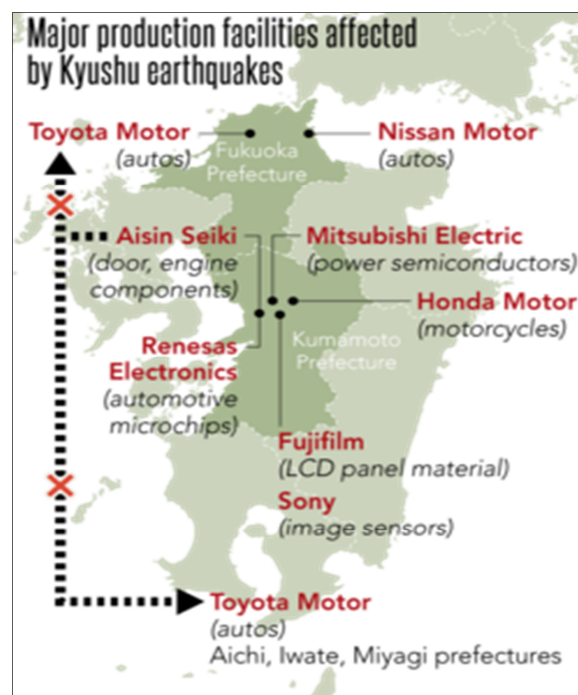 Major production facilities affected
by Kyushu earthquakes
Toyota Motor
(autos)
Nissan Motor
(autos)
Fukuoka
Prefecture
Aisin Seiki
(door, engine
components)
Mitsubishi Electric
(power semiconductors)
Honda Motor
(motorcycles)
Renesas
Electronics
(automotive
microchips)
Kumamoto
Prefecture
Fujifilm
(LCD panel material)
Sony
(image sensors)
Toyota Motor
(autos)
Aichi, Iwate, Miyagi prefectures